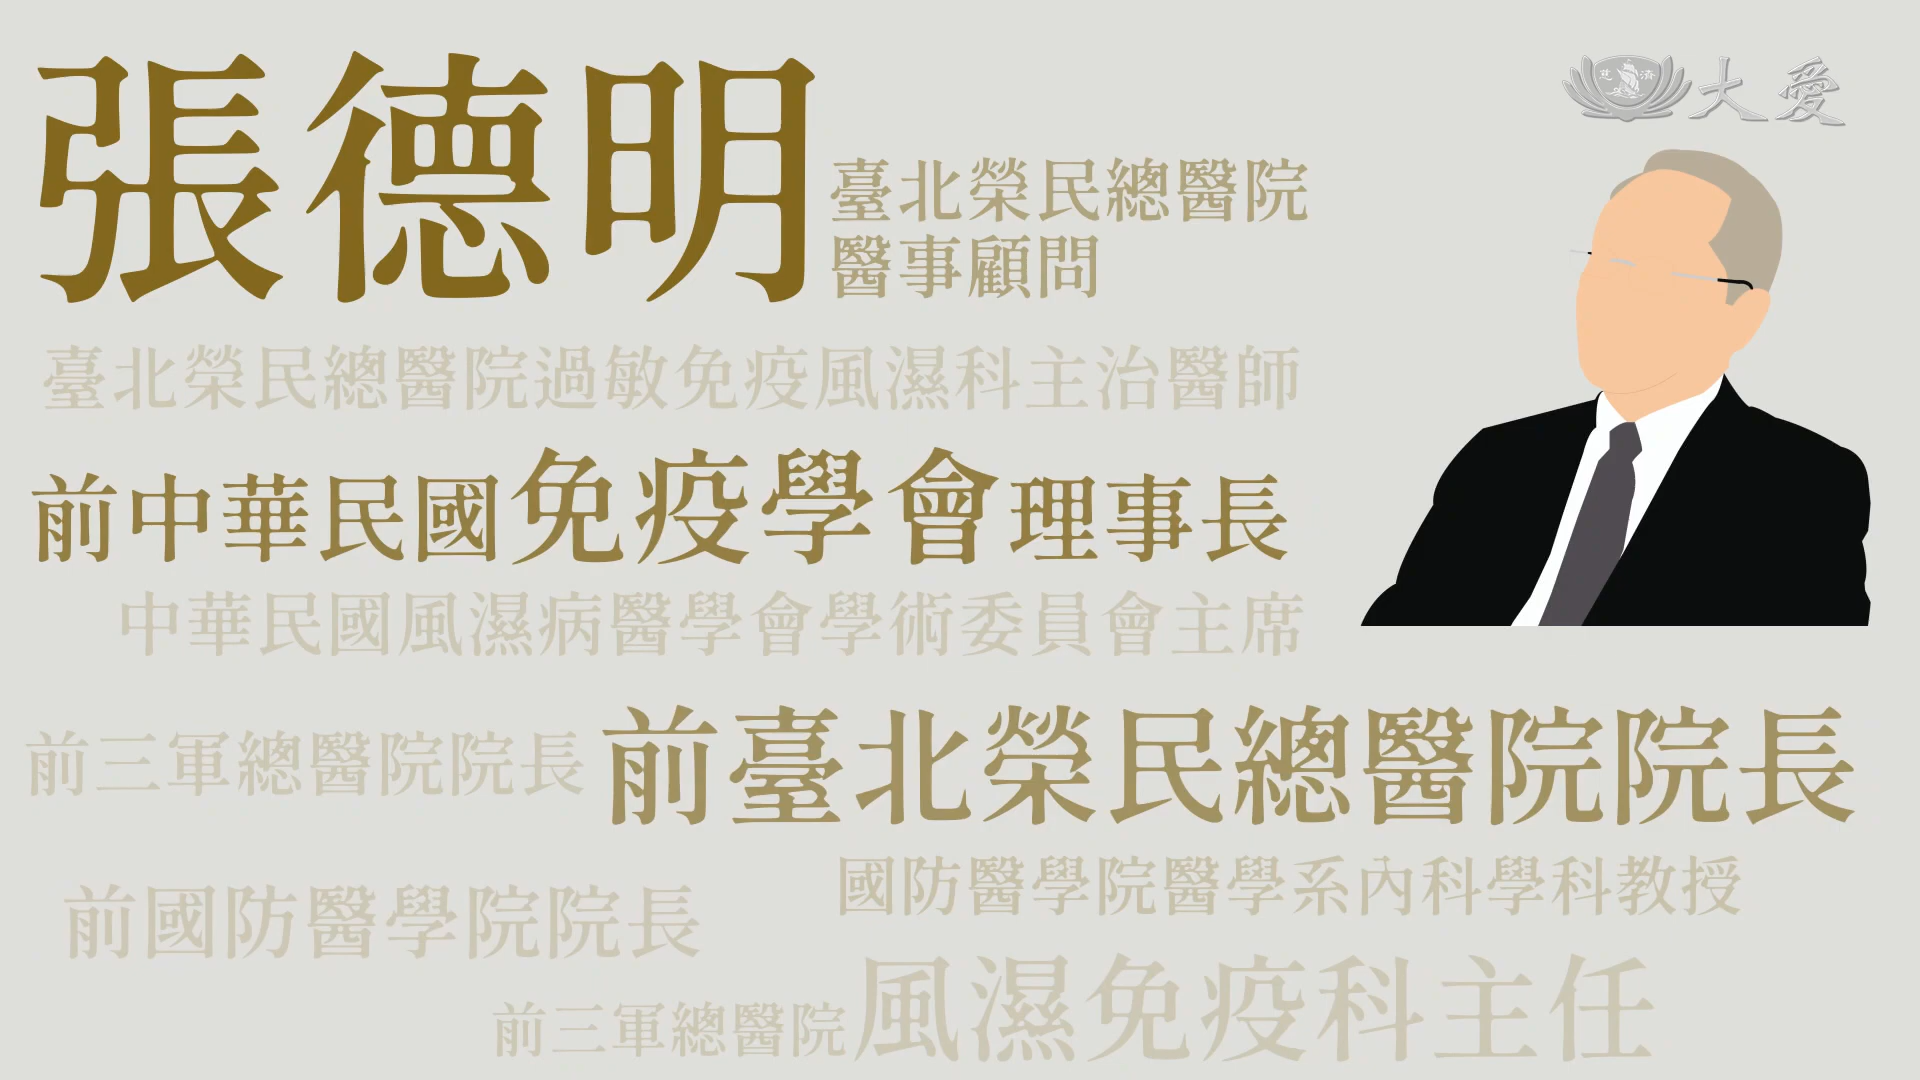 慈濟 大愛
張德明
臺北榮民總醫院
醫事顧問
臺北榮民總醫院過敏免疫風濕科主治醫師
前中華民國免疫學會理事長
中華民國風濕病醫學會學術委員會主席
前三軍總醫院院長
前臺北榮民總醫院院長
國防醫學院醫學系內科學科教授
前國防醫學院院長
前三軍總醫院風濕免疫科主任